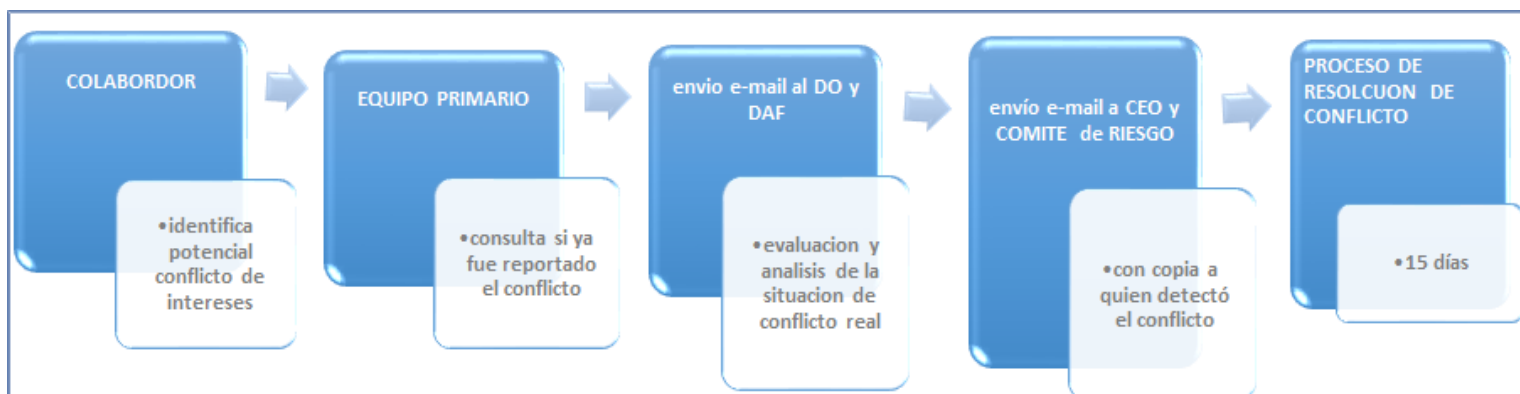 COLABORDOR
•identifica
potencial
conflicto de
intereses
EQUIPO PRIMARIO
•consulta si ya
fue reportado
el conflicto
envio e-mail al DO y
DAF
•evaluacion y
analisis de la
situacion de
conflicto real
envío e-mail a CEO y
COMITE de RIESGO
•con copia a
quien detectó
el conflicto
PROCESO DE
RESOLCUON DE
CONFLICTO
•15 días